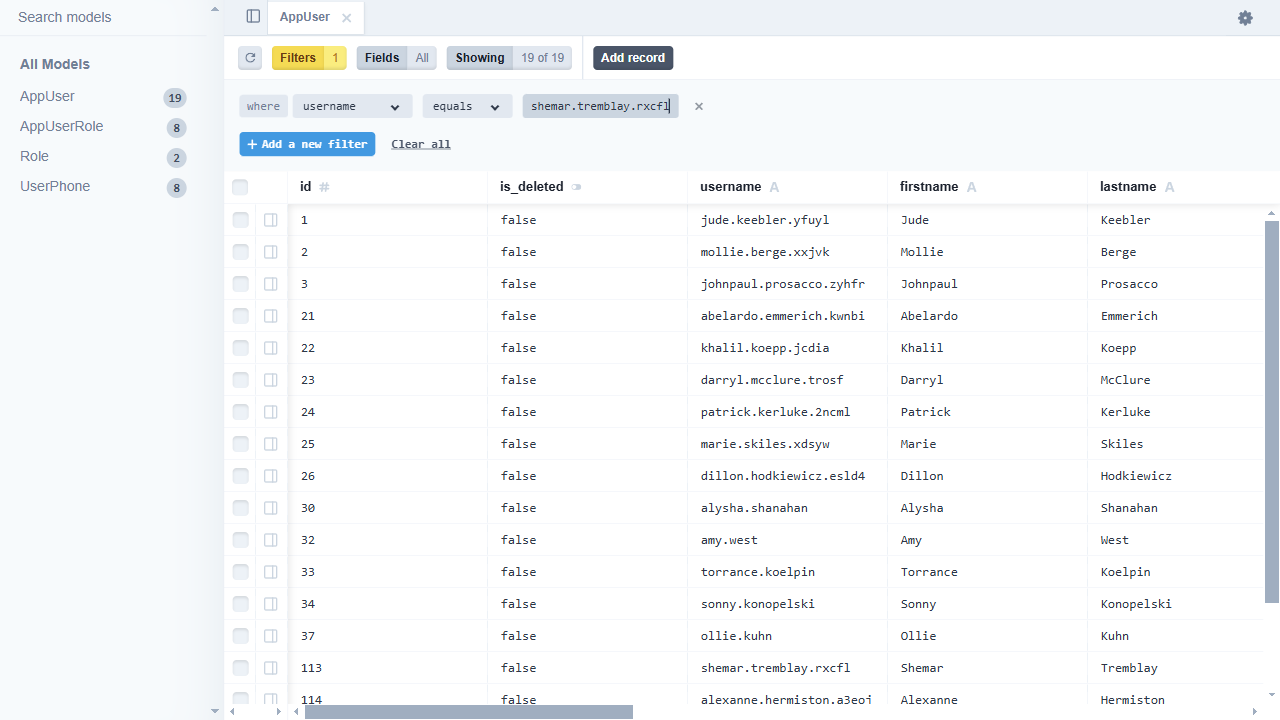 Search models
AppUser
All Models
AppUser 19
AppUserRole 8
Role 2
UserPhone 8
Filters 1
Fields All
Showing 19 of 19
Add record
where username equals shemar.tremblay.rxcfl
+ Add a new filter
Clear all
id # is_deleted username A firstname A lastname A
1 false jude.keebler.yfuyl Jude Keebler
2 false mollie.berge.xxjvk Mollie Berge
3 false johnpaul.prosacco.zyhfr Johnpaul Prosacco
21 false abelardo.emmerich.kwnbi Abelardo Emmerich
22 false khalil.koepp.jcdia Khalil Koepp
23 false darryl.mcclure.trosf Darryl McClure
24 false patrick.kerluke.2ncml Patrick Kerluke
25 false marie.skiles.xdsyw Marie Skiles
26 false dillon.hodkiewicz.esld4 Dillon Hodkiewicz
30 false alysha.shanahan Alysha Shanahan
32 false amy.west Amy West
33 false torrance.koelpin Torrance Koelpin
34 false sonny.konopelski Sonny Konopelski
37 false ollie.kuhn Ollie Kuhn
113 false shemar.tremblay.rxcfl Shemar Tremblay
114 false alexanne.hermiston.a3eoj Alexanne Hermiston